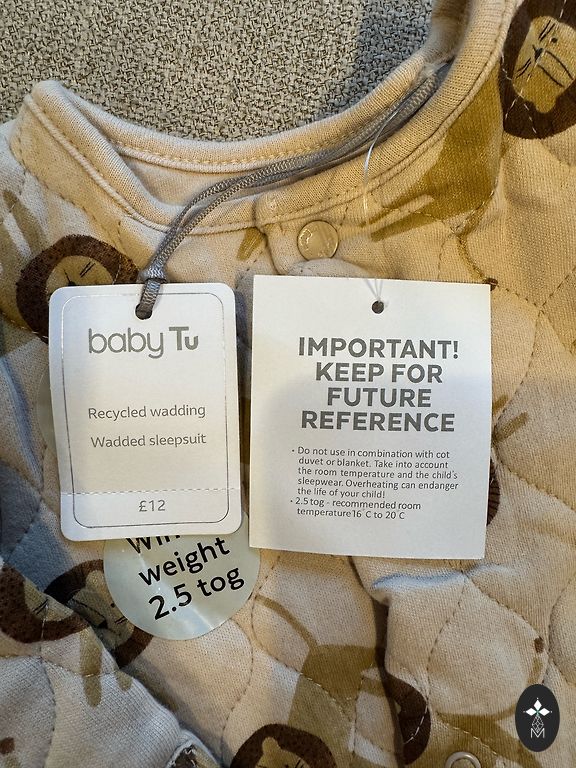 baby Tu
Recycled wadding
Wadded sleepsuit
£12
IMPORTANT!
KEEP FOR
FUTURE
REFERENCE
· Do not use in combination with cot
duvet or blanket. Take into account
the room temperature and the child's
sleepwear. Overheating can endanger
the life of your child!
· 2.5 tog - recommended room
temperature16 C to 20 C
weight
2.5 tog